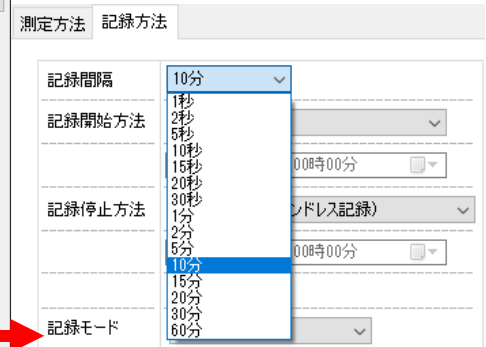 測定方法 記録方法
記録間隔 10分
1秒
2秒
5秒
10秒
15秒
20秒
30秒
1分
2分
5分
10分
15分
20分
30分
60分
記録開始方法
00時00分
記録停止方法 ンドレス記録)
00時00分
記録モード